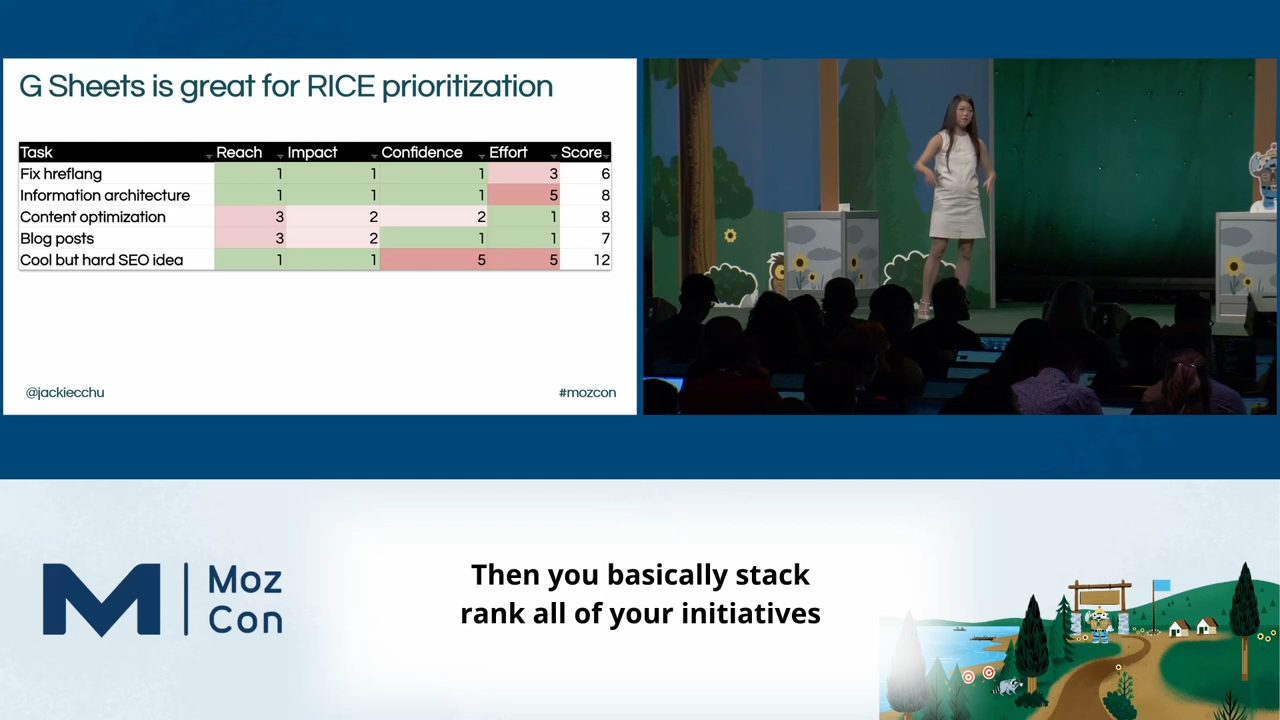 G Sheets is great for RICE prioritization
Task Reach Impact Confidence Effort Score
Fix hreflang 1 1 1 3 6
Information architecture 1 1 1 5 8
Content optimization 3 2 2 1 8
Blog posts 3 2 1 1 7
Cool but hard SEO idea 1 1 5 5 12
@jackiecchu #mozcon
Moz
Con
Then you basically stack
rank all of your initiatives